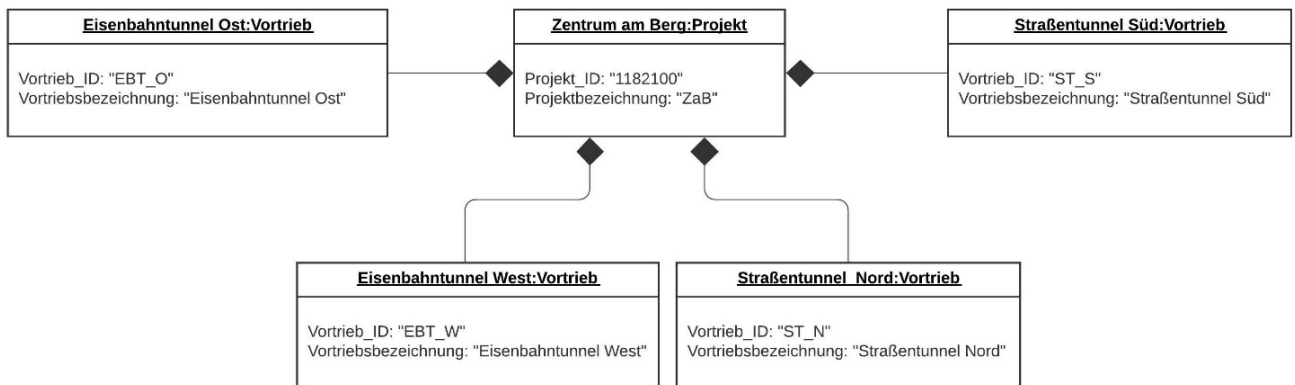 Eisenbahntunnel Ost:Vortrieb
Vortrieb_ID: "EBT_O"
Vortriebsbezeichnung: "Eisenbahntunnel Ost"
Zentrum am Berg:Projekt
Projekt_ID: "1182100"
Projektbezeichnung: "ZaB"
Straßentunnel Süd:Vortrieb
Vortrieb_ID: "ST_S"
Vortriebsbezeichnung: "Straßentunnel Süd"
Eisenbahntunnel West:Vortrieb
Vortrieb_ID: "EBT_W"
Vortriebsbezeichnung: "Eisenbahntunnel West"
Straßentunnel_Nord:Vortrieb
Vortrieb_ID: "ST_N"
Vortriebsbezeichnung: "Straßentunnel Nord"